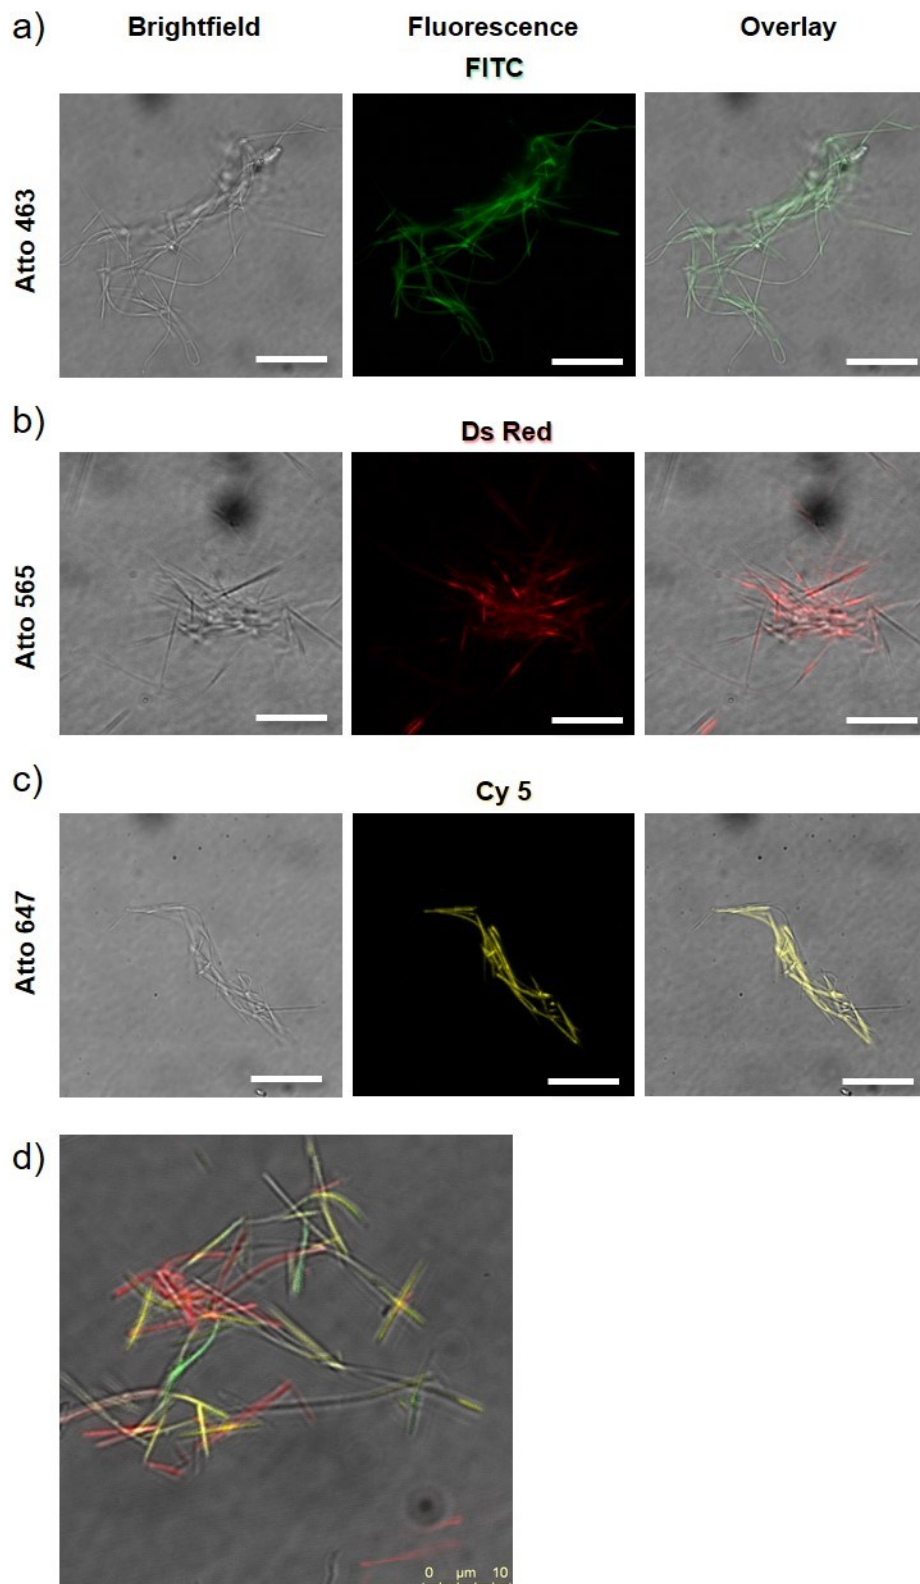 a) Brightfield Fluorescence Overlay
FITC
Atto 463
b)
Ds Red
Atto 565
c)
Cy 5
Atto 647
d)
0 µm 10